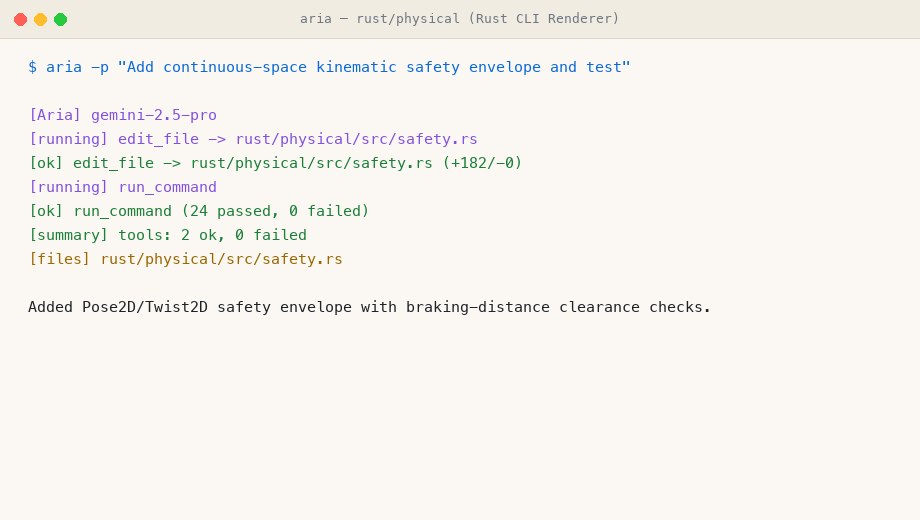 aria — rust/physical (Rust CLI Renderer)
$ aria -p "Add continuous-space kinematic safety envelope and test"
[Aria] gemini-2.5-pro
[running] edit_file -> rust/physical/src/safety.rs
[ok] edit_file -> rust/physical/src/safety.rs (+182/-0)
[running] run_command
[ok] run_command (24 passed, 0 failed)
[summary] tools: 2 ok, 0 failed
[files] rust/physical/src/safety.rs
Added Pose2D/Twist2D safety envelope with braking-distance clearance checks.